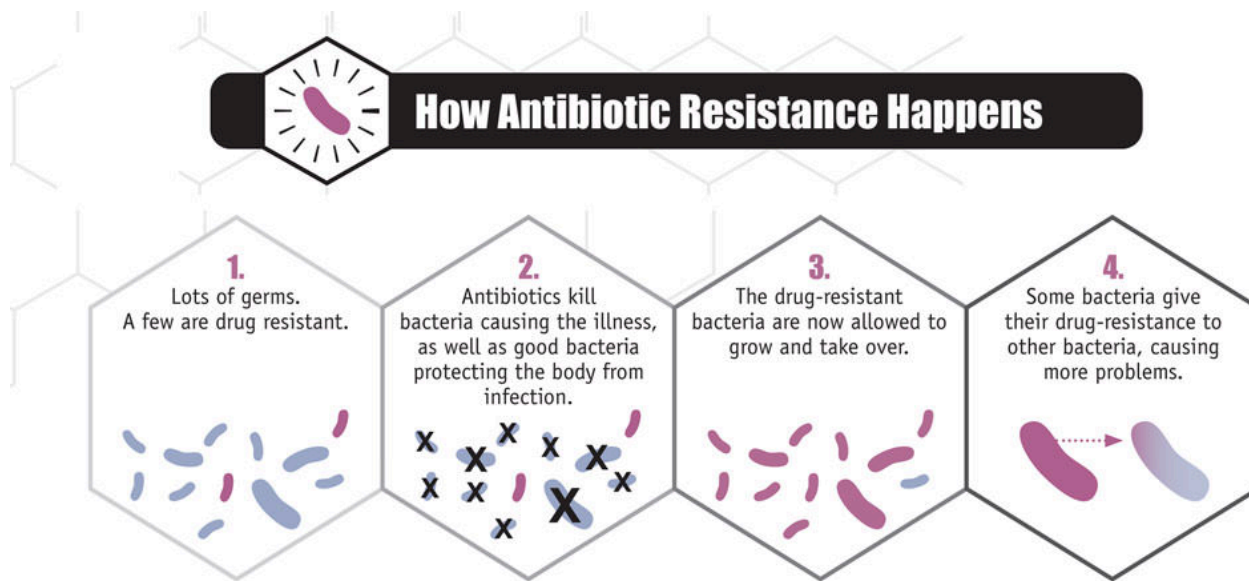 How Antibiotic Resistance Happens
1.
Lots of germs.
A few are drug resistant.
2.
Antibiotics kill
bacteria causing the illness,
as well as good bacteria
protecting the body from
infection.
X X X X X X X X X X
3.
The drug-resistant
bacteria are now allowed to
grow and take over.
4.
Some bacteria give
their drug-resistance to
other bacteria, causing
more problems.